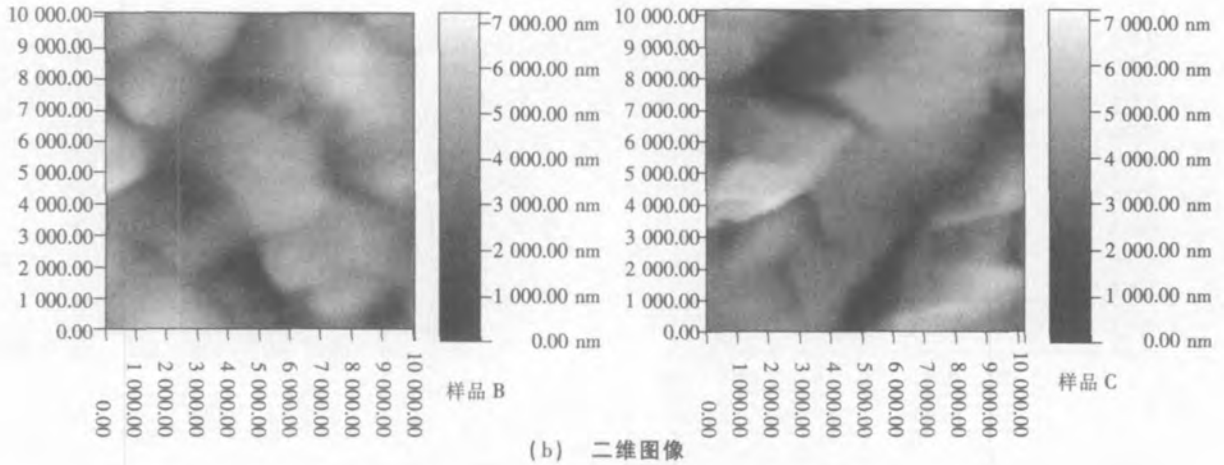 10 000.00
9 000.00
8 000.00
7 000.00
6 000.00
5 000.00
4 000.00
3 000.00
2 000.00
1 000.00
0.00
0.00
1 000.00
2 000.00
3 000.00
4 000.00
5 000.00
6 000.00
7 000.00
8 000.00
9 000.00
10 000.00
7 000.00 nm
6 000.00 nm
5 000.00 nm
4 000.00 nm
3 000.00 nm
2 000.00 nm
1 000.00 nm
0.00 nm
样品 B
10 000.00
9 000.00
8 000.00
7 000.00
6 000.00
5 000.00
4 000.00
3 000.00
2 000.00
1 000.00
0.00
0.00
1 000.00
2 000.00
3 000.00
4 000.00
5 000.00
6 000.00
7 000.00
8 000.00
9 000.00
10 000.00
7 000.00 nm
6 000.00 nm
5 000.00 nm
4 000.00 nm
3 000.00 nm
2 000.00 nm
1 000.00 nm
0.00 nm
样品 C
(b) 二维图像